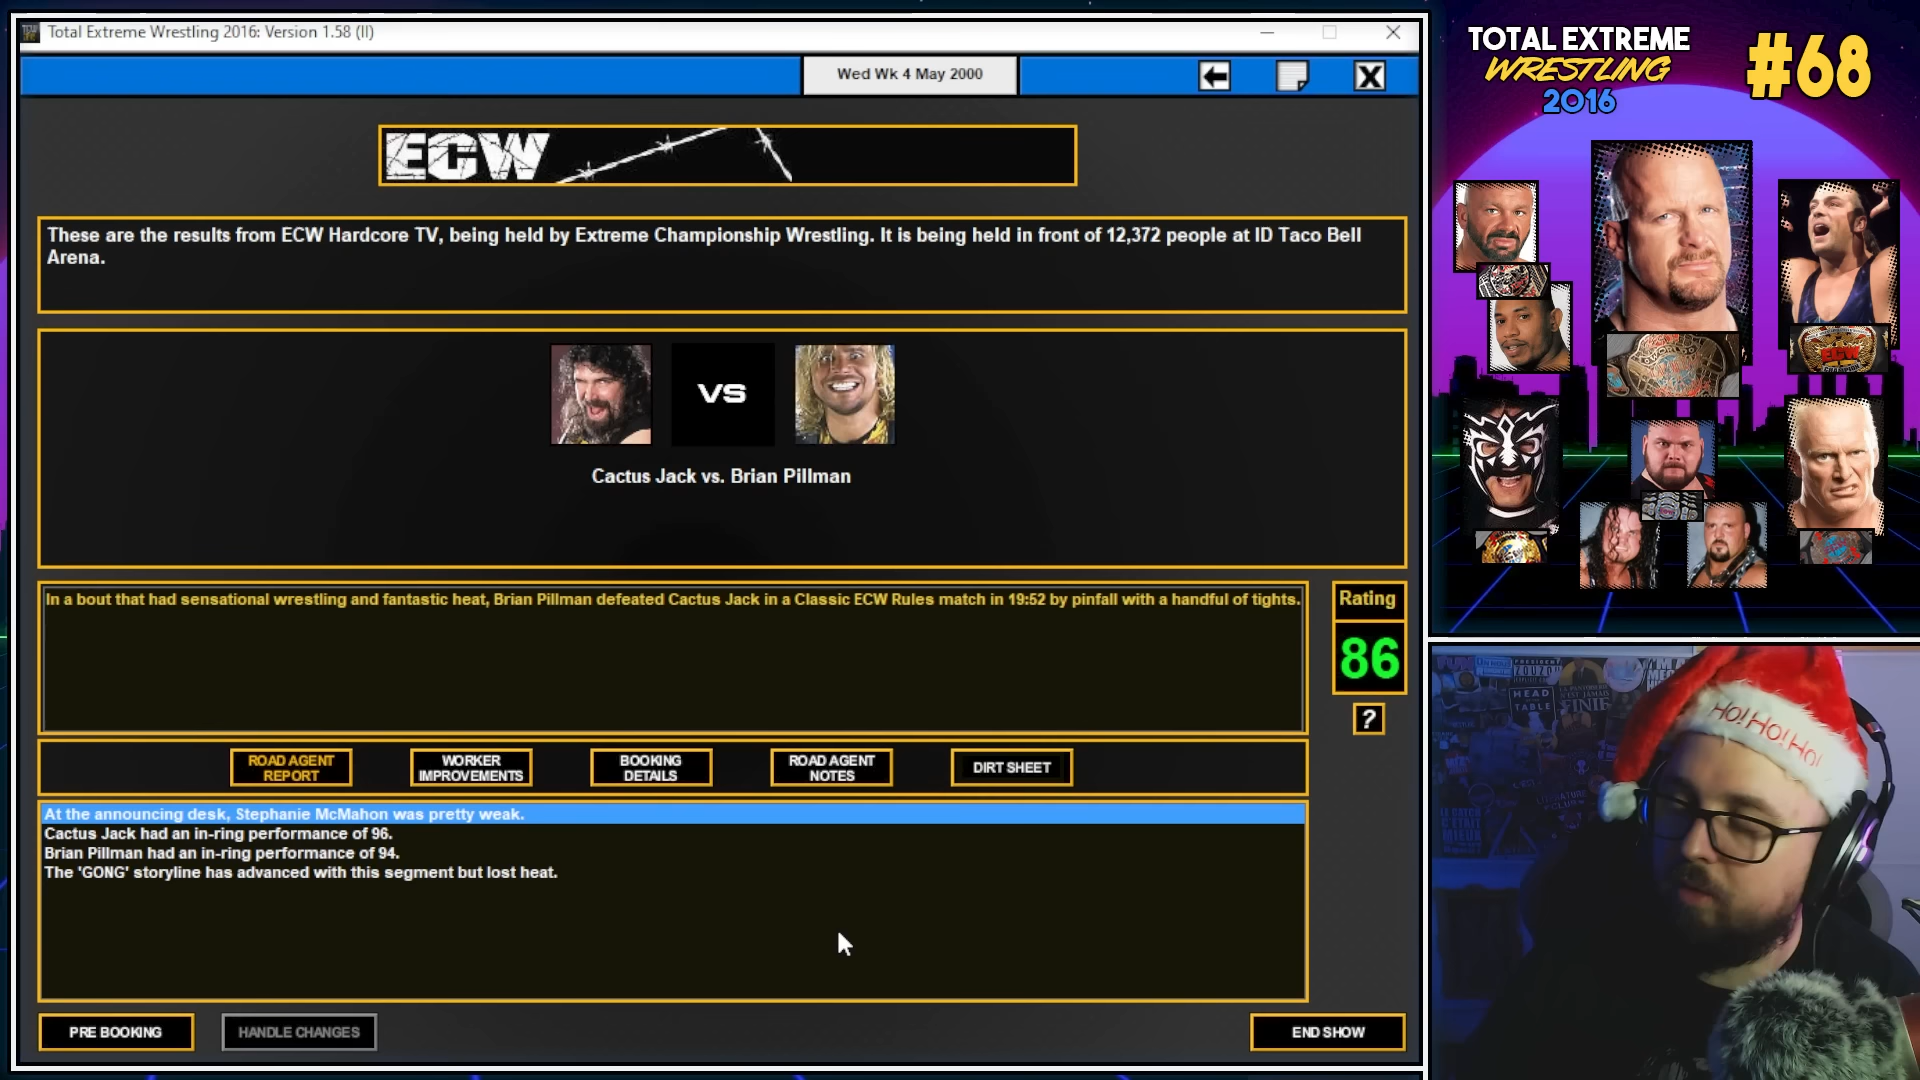 Total Extreme Wrestling 2016: Version 1.58 (II)
Wed Wk 4 May 2000
ECW
These are the results from ECW Hardcore TV, being held by Extreme Championship Wrestling. It is being held in front of 12,372 people at ID Taco Bell
Arena.
VS
Cactus Jack vs. Brian Pillman
In a bout that had sensational wrestling and fantastic heat, Brian Pillman defeated Cactus Jack in a Classic ECW Rules match in 19:52 by pinfall with a handful of tights.
Rating
86
?
ROAD AGENT
REPORT
WORKER
IMPROVEMENTS
BOOKING
DETAILS
ROAD AGENT
NOTES
DIRT SHEET
At the announcing desk, Stephanie McMahon was pretty weak.
Cactus Jack had an in-ring performance of 96.
Brian Pillman had an in-ring performance of 94.
The 'GONG' storyline has advanced with this segment but lost heat.
PRE BOOKING
HANDLE CHANGES
END SHOW
TOTAL EXTREME
WRESTLING
2016
#68
ECW
HEAD
OF THE
TABLE
FINIE
HO! HO! HO!